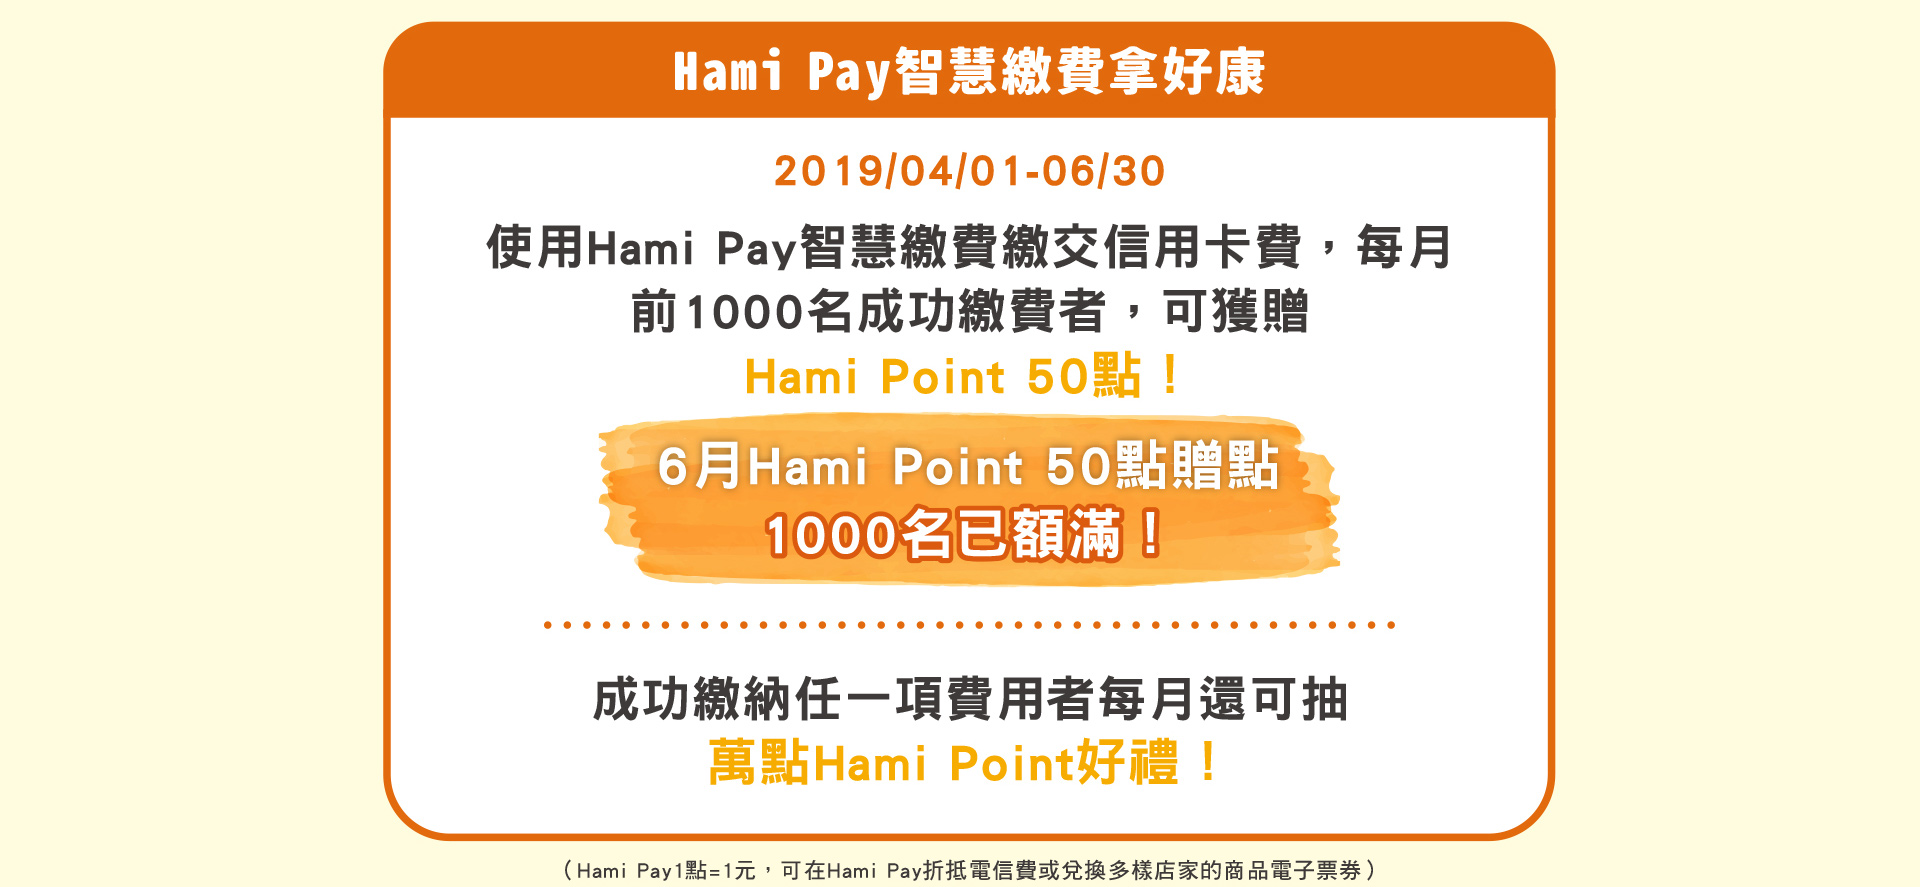 Hami Pay智慧繳費拿好康
2019/04/01-06/30
使用Hami Pay智慧繳費繳交信用卡費，每月
前1000名成功繳費者，可獲贈
Hami Point 50點！
6月Hami Point 50點贈點
1000名已額滿！
成功繳納任一項費用者每月還可抽
萬點Hami Point好禮！
（Hami Pay1點=1元，可在Hami Pay折抵電信費或兌換多樣店家的商品電子票券）